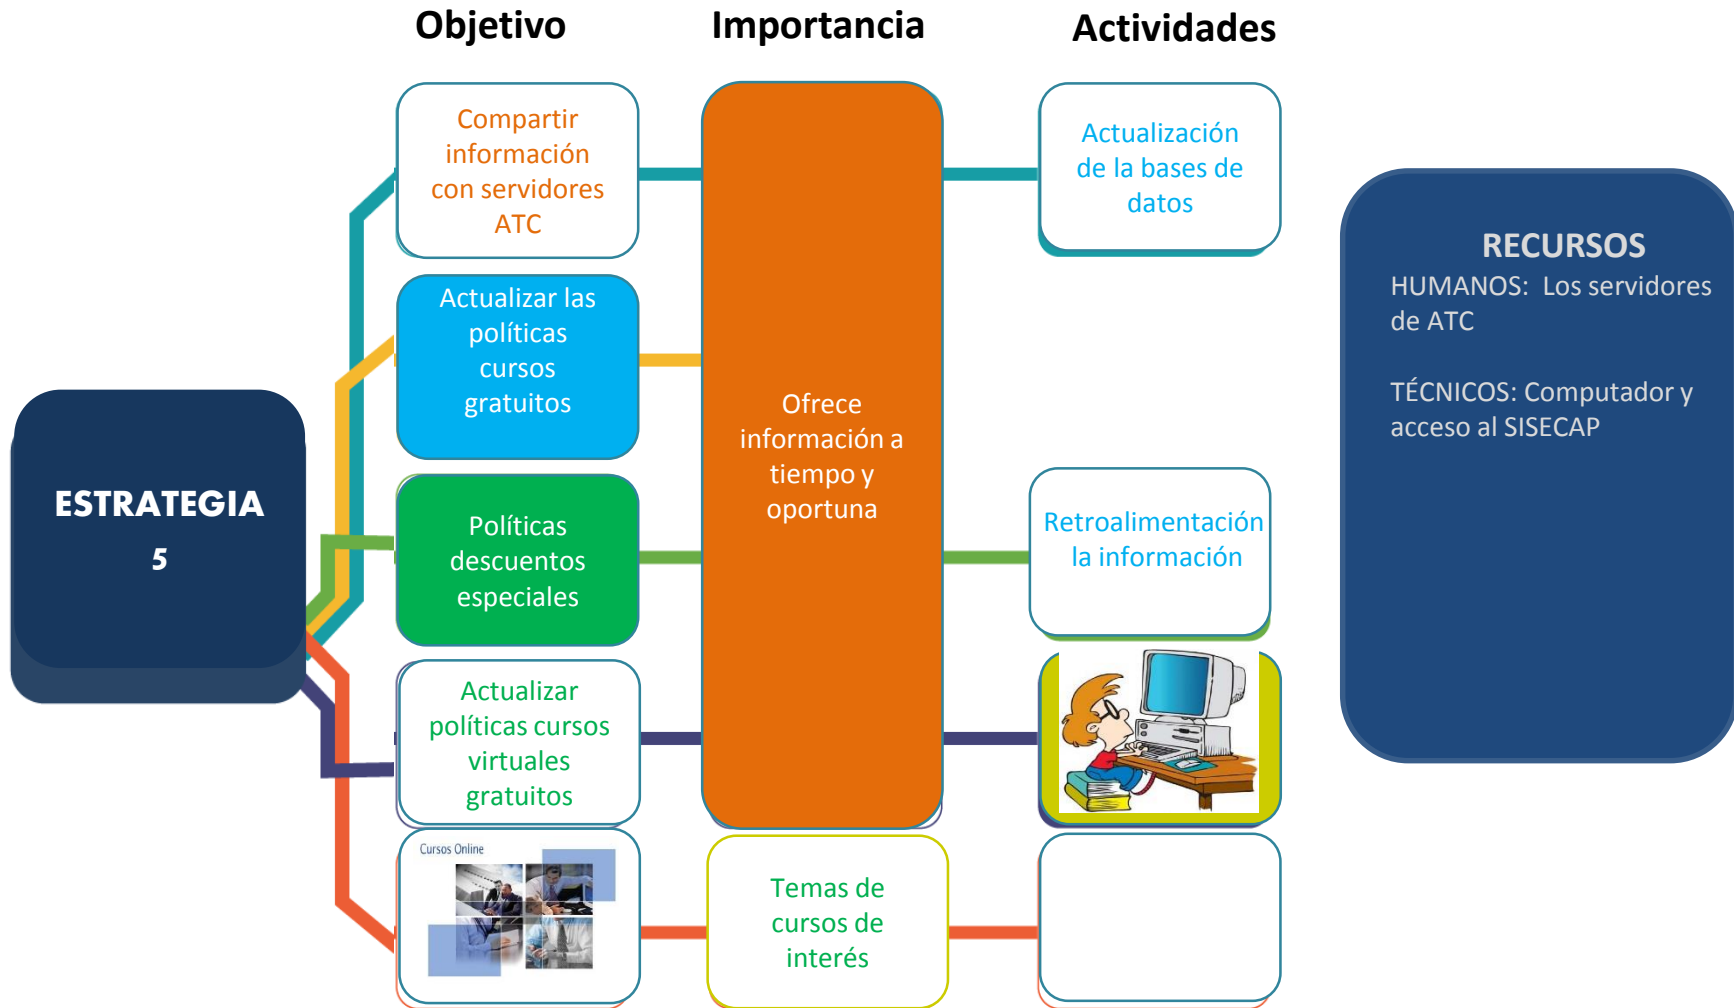 Objetivo
Importancia
Actividades
Compartir
información
con servidores
ATC
Actualización
de la bases de
datos
RECURSOS
HUMANOS:  Los servidores
de ATC
TÉCNICOS: Computador y
acceso al SISECAP
Actualizar las
políticas
cursos
gratuitos
Ofrece
información a
tiempo y
oportuna
ESTRATEGIA
5
Políticas
descuentos
especiales
Retroalimentación
la información
Actualizar
políticas cursos
virtuales
gratuitos
Cursos Online
Temas de
cursos de
interés